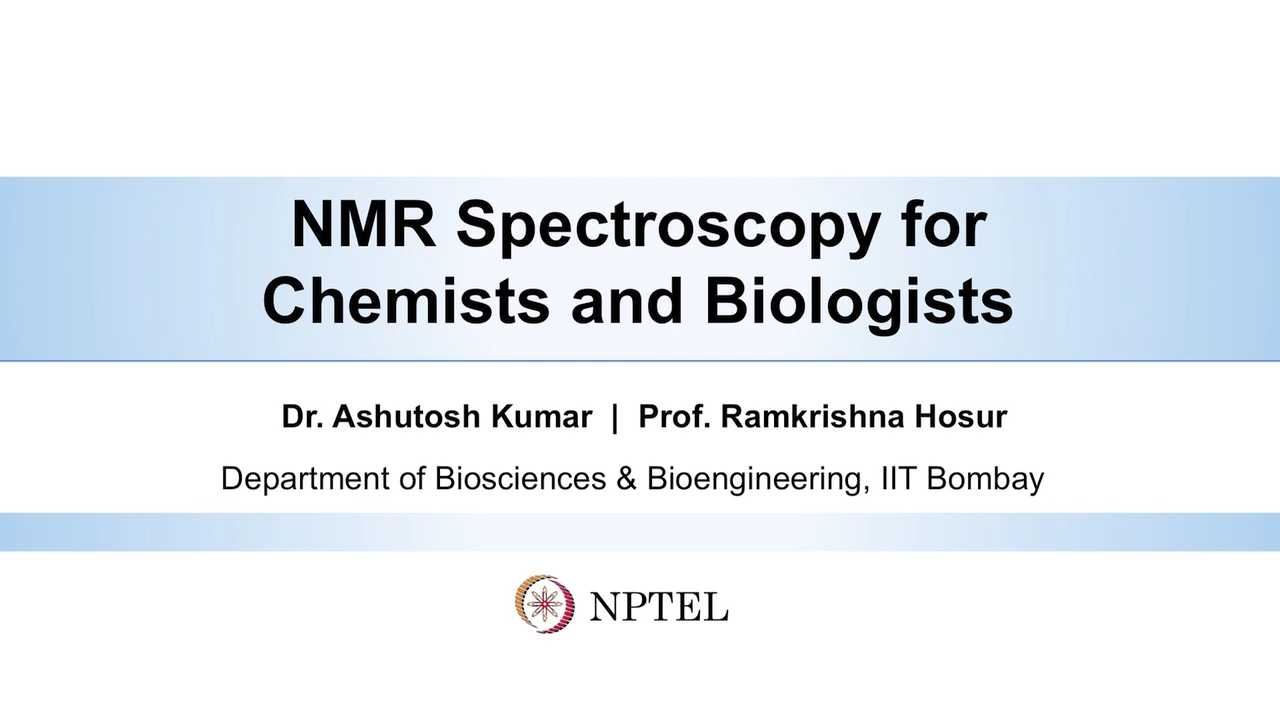 NMR Spectroscopy for
Chemists and Biologists
Dr. Ashutosh Kumar | Prof. Ramkrishna Hosur
Department of Biosciences & Bioengineering, IIT Bombay
NPTEL